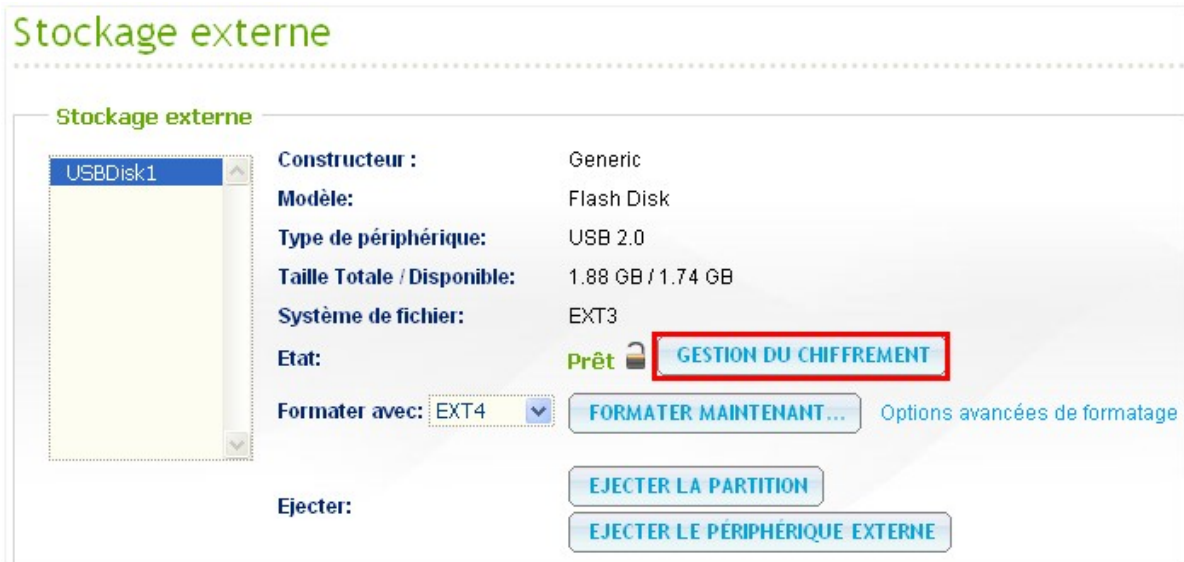 Stockage externe
Stockage externe
USBDisk1
Constructeur : Generic
Modèle: Flash Disk
Type de périphérique: USB 2.0
Taille Totale / Disponible: 1.88 GB / 1.74 GB
Système de fichier: EXT3
Etat: Prêt GESTION DU CHIFFREMENT
Formater avec: EXT4 FORMATER MAINTENANT... Options avancées de formatage
Ejecter: EJECTER LA PARTITION
EJECTER LE PÉRIPHÉRIQUE EXTERNE